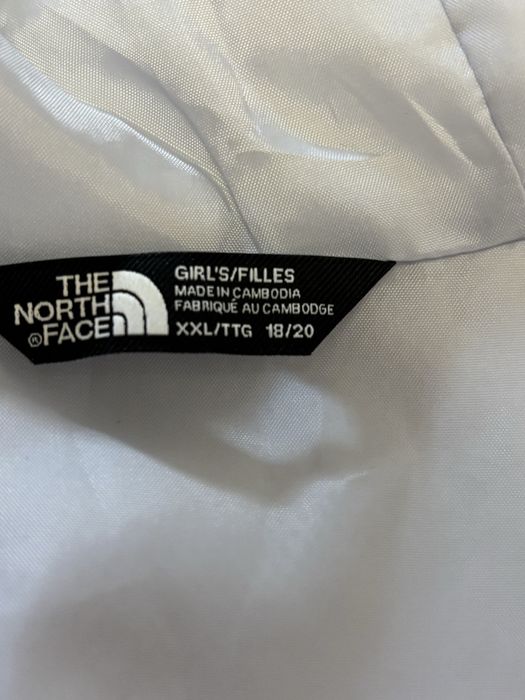 THE
NORTH
®FACE
GIRL'S/FILLES
MADE IN CAMBODIA
FABRIQUÉ AU CAMBODGE
XXL/TTG 18/20